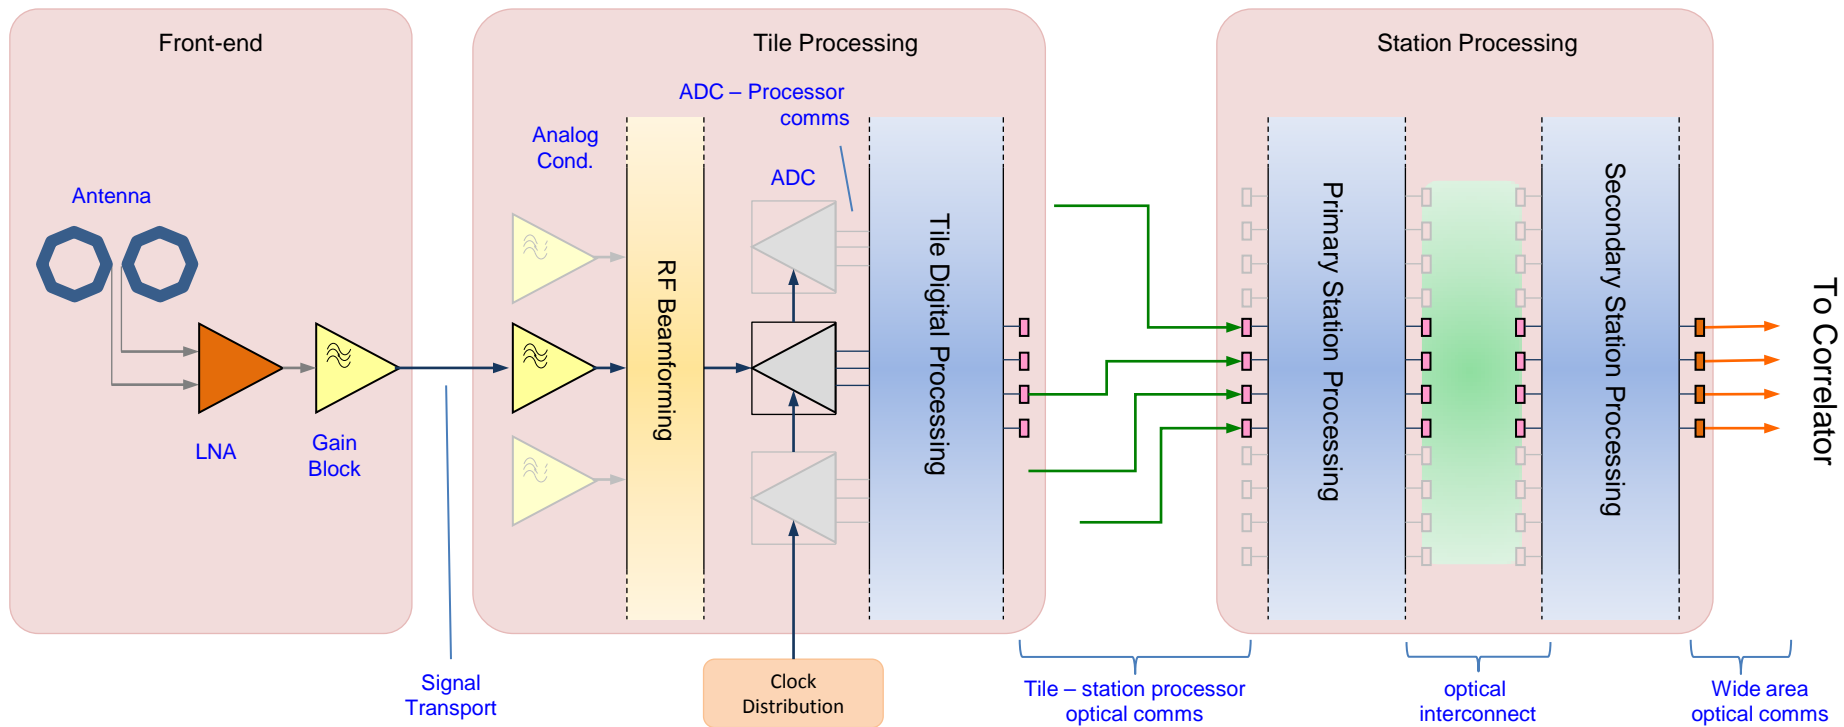 Front-end
Tile Processing
Station Processing
ADC – Processor
comms
Analog
Cond.
ADC
Antenna
LNA
Gain
Block
RF Beamforming
Tile Digital Processing
Primary Station Processing
Secondary Station Processing
To Correlator
Signal
Transport
Clock
Distribution
Tile – station processor
optical comms
optical
interconnect
Wide area
optical comms